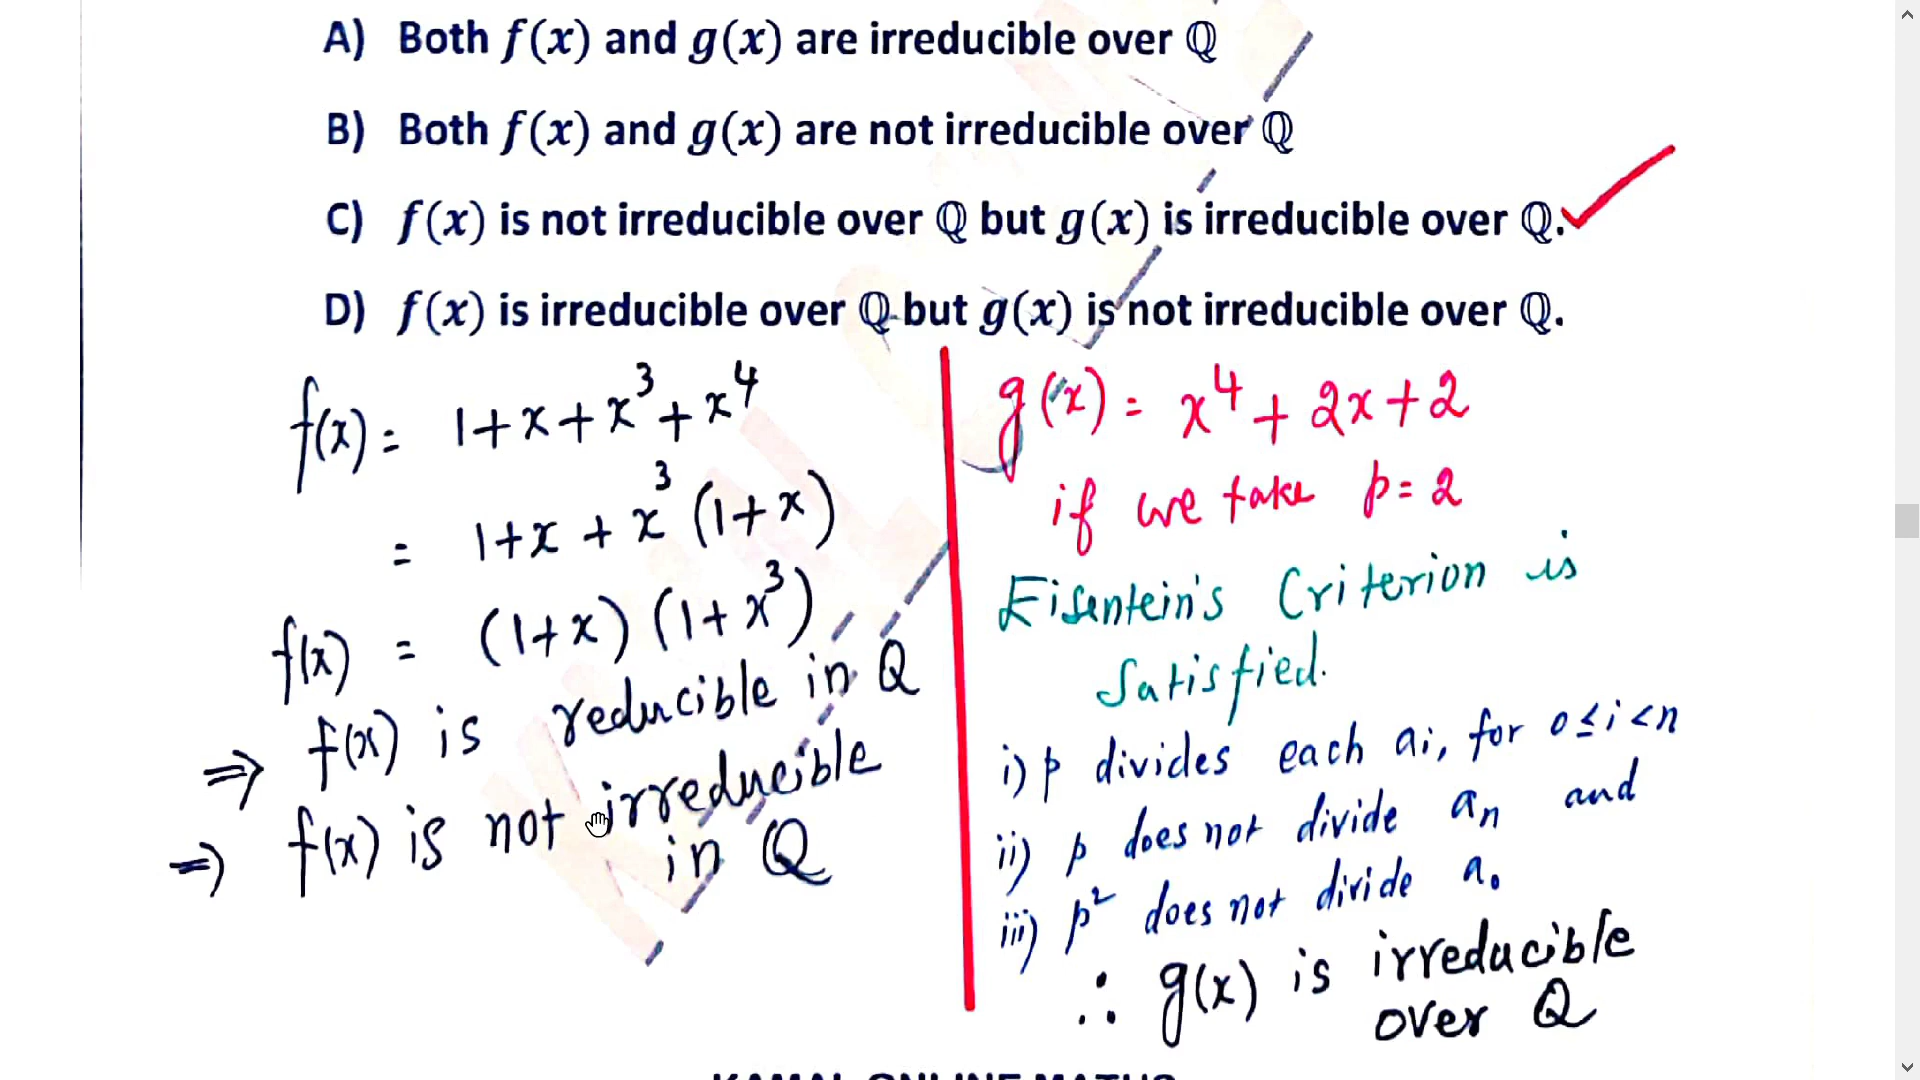 A) Both f(x) and g(x) are irreducible over ℚ
B) Both f(x) and g(x) are not irreducible over ℚ
C) f(x) is not irreducible over ℚ but g(x) is irreducible over ℚ.
D) f(x) is irreducible over ℚ but g(x) is not irreducible over ℚ.
f(x) = 1+x+x³+x⁴
= 1+x + x³ (1+x)
f(x) = (1+x) (1+x³)
⇒ f(x) is reducible in Q
⇒ f(x) is not irreducible
in Q
g(x) = x⁴ + 2x+2
if we take p=2
Eisentein's Criterion is
Satisfied.
i) p divides each ai, for 0≤i<n
ii) p does not divide an and
iii) p² does not divide a₀
∴ g(x) is irreducible
over Q